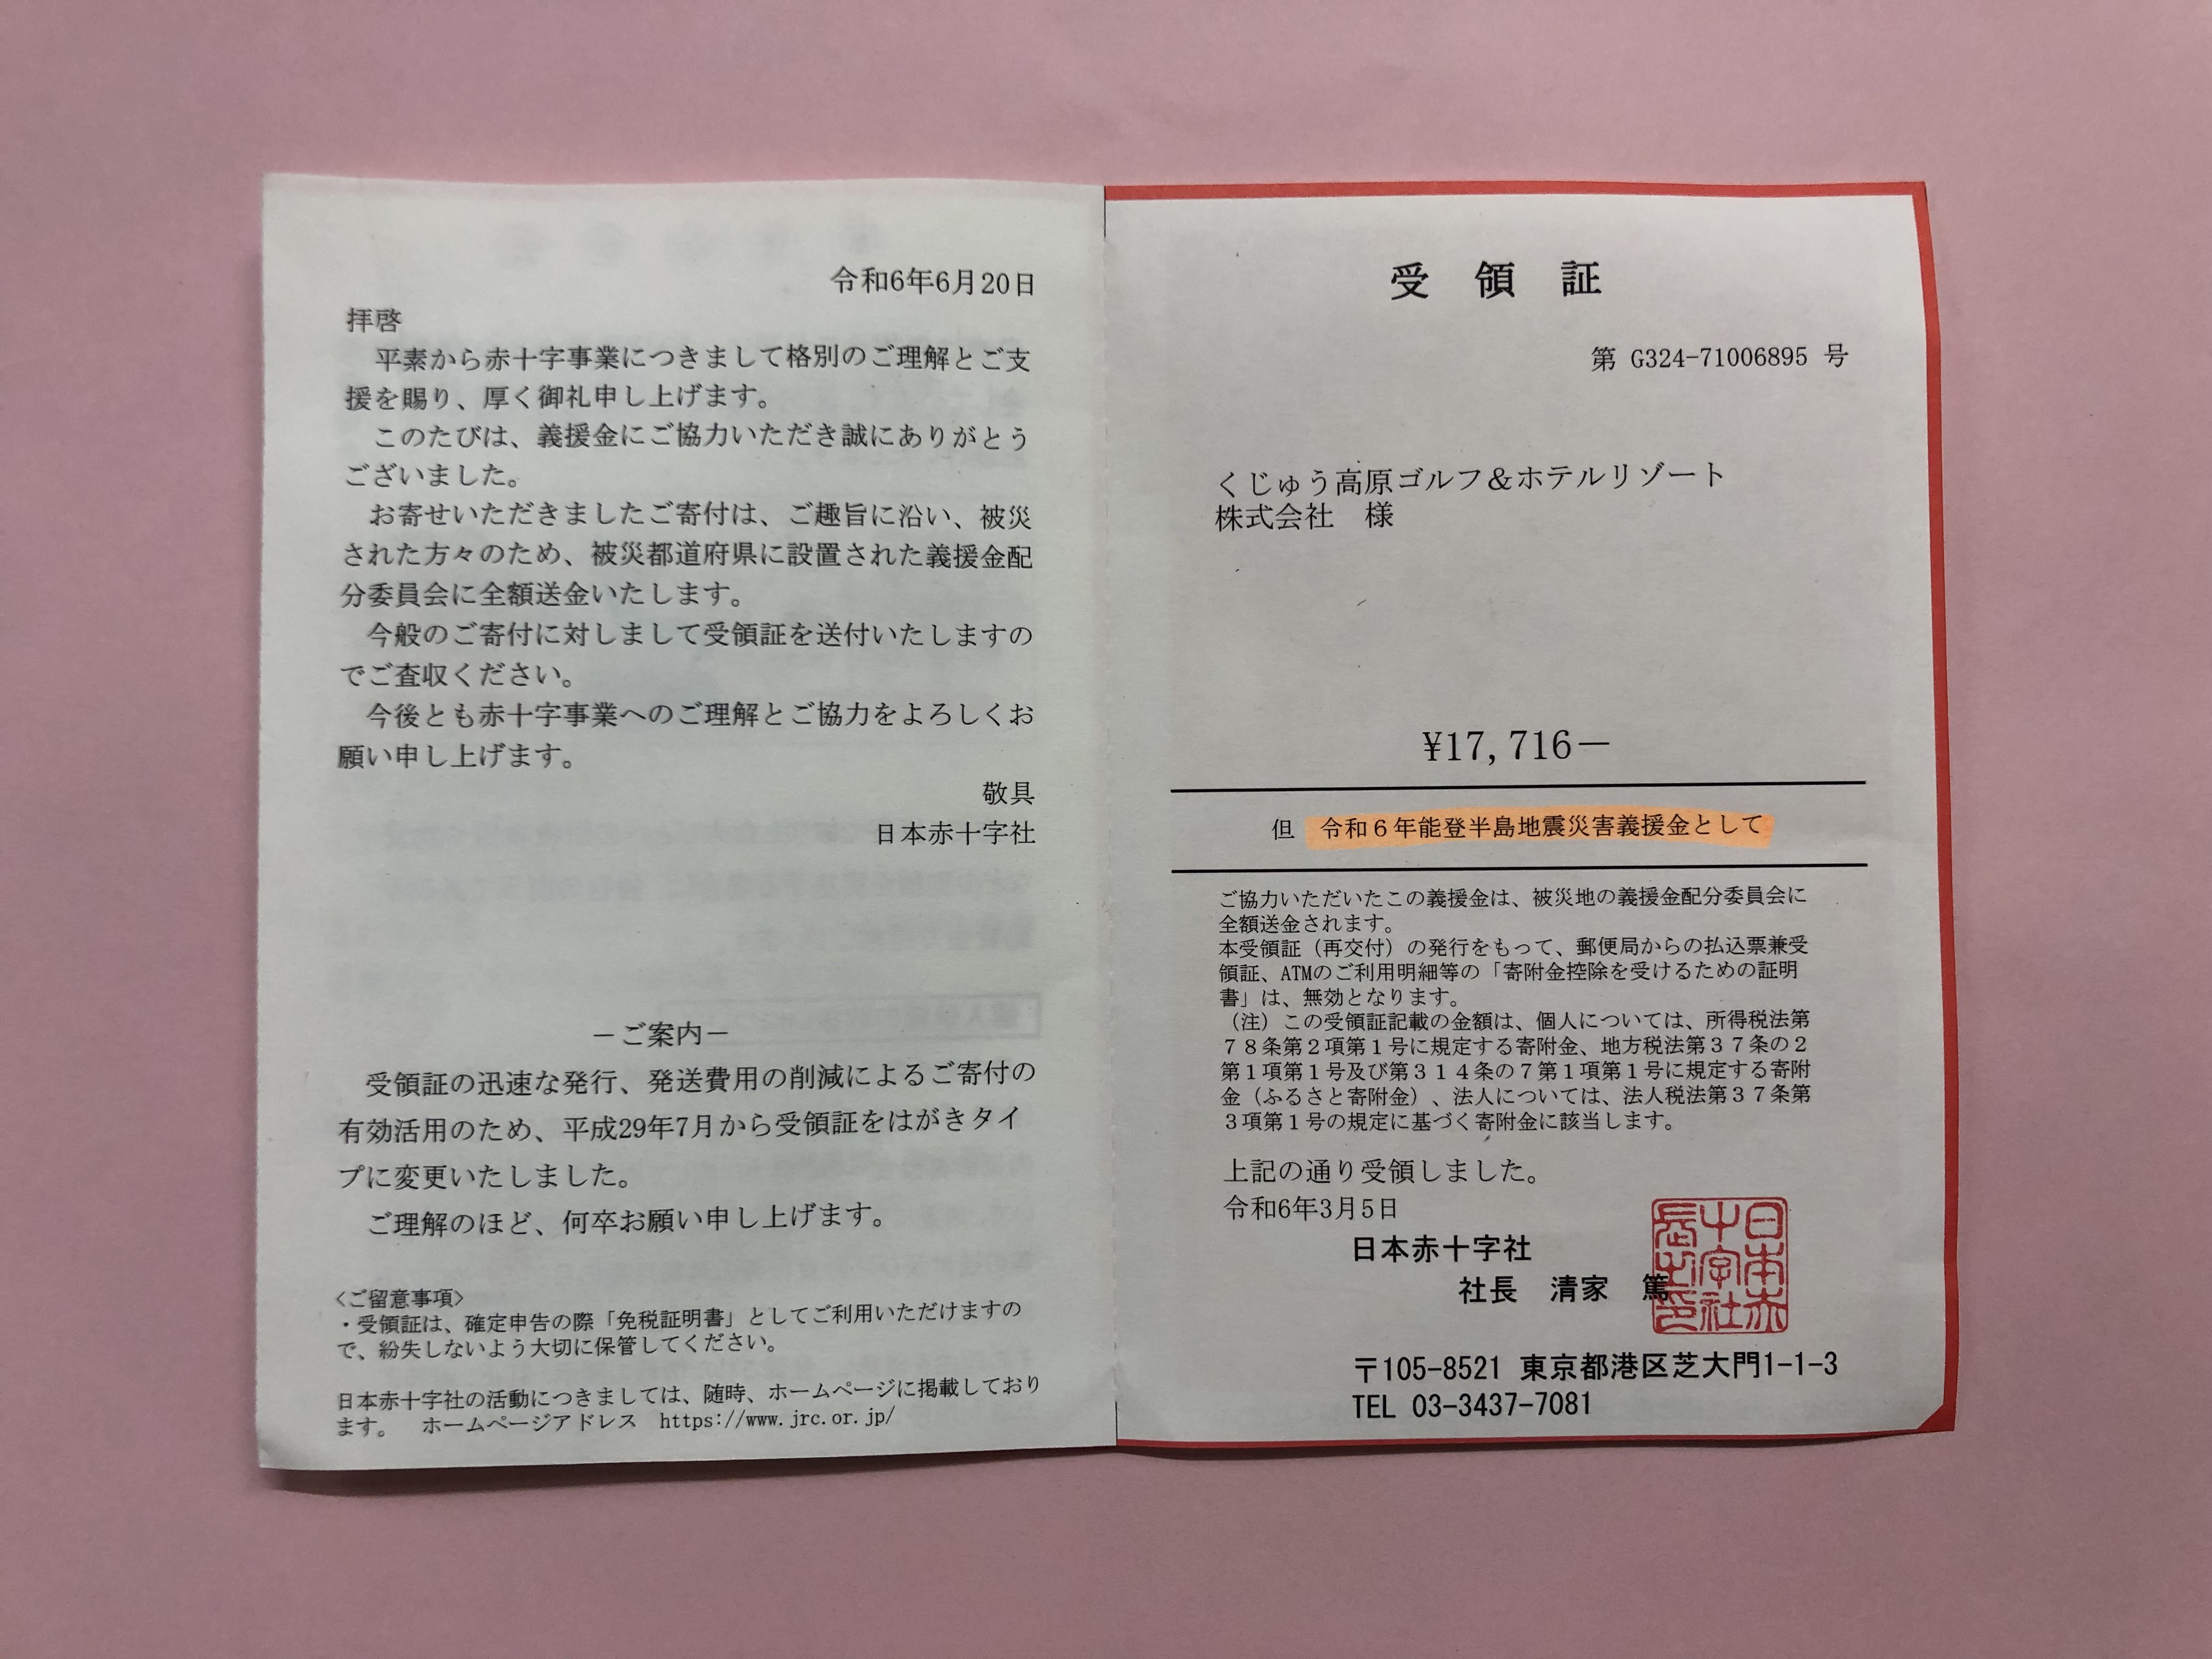 令和6年6月20日
拝啓
平素から赤十字事業につきまして格別のご理解とご支
援を賜り、厚く御礼申し上げます。
このたびは、義援金にご協力いただき誠にありがとう
ございました。
お寄せいただきましたご寄付は、ご趣旨に沿い、被災
された方々のため、被災都道府県に設置された義援金配
分委員会に全額送金いたします。
今般のご寄付に対しまして受領証を送付いたしますの
でご査収ください。
今後とも赤十字事業へのご理解とご協力をよろしくお
願い申し上げます。
敬具
日本赤十字社
－ご案内－
受領証の迅速な発行、発送費用の削減によるご寄付の
有効活用のため、平成29年7月から受領証をはがきタイ
プに変更いたしました。
ご理解のほど、何卒お願い申し上げます。
<ご留意事項>
・受領証は、確定申告の際「免税証明書」としてご利用いただけますの
で、紛失しないよう大切に保管してください。
日本赤十字社の活動につきましては、随時、ホームページに掲載しており
ます。　ホームページアドレス　https://www.jrc.or.jp/
受 領 証
第 G324-71006895 号
くじゅう高原ゴルフ＆ホテルリゾート
株式会社　様
¥17,716－
但 令和６年能登半島地震災害義援金として
ご協力いただいたこの義援金は、被災地の義援金配分委員会に
全額送金されます。
本受領証（再交付）の発行をもって、郵便局からの払込票兼受
領証、ATMのご利用明細等の「寄附金控除を受けるための証明
書」は、無効となります。
（注）この受領証記載の金額は、個人については、所得税法第
７８条第２項第１号に規定する寄附金、地方税法第３７条の２
第１項第１号及び第３１４条の７第１項第１号に規定する寄附
金（ふるさと寄附金）、法人については、法人税法第３７条第
３項第１号の規定に基づく寄附金に該当します。
上記の通り受領しました。
令和6年3月5日
日本赤十字社
社長　清家　篤
日本赤十字社長之印
〒105-8521 東京都港区芝大門1-1-3
TEL 03-3437-7081